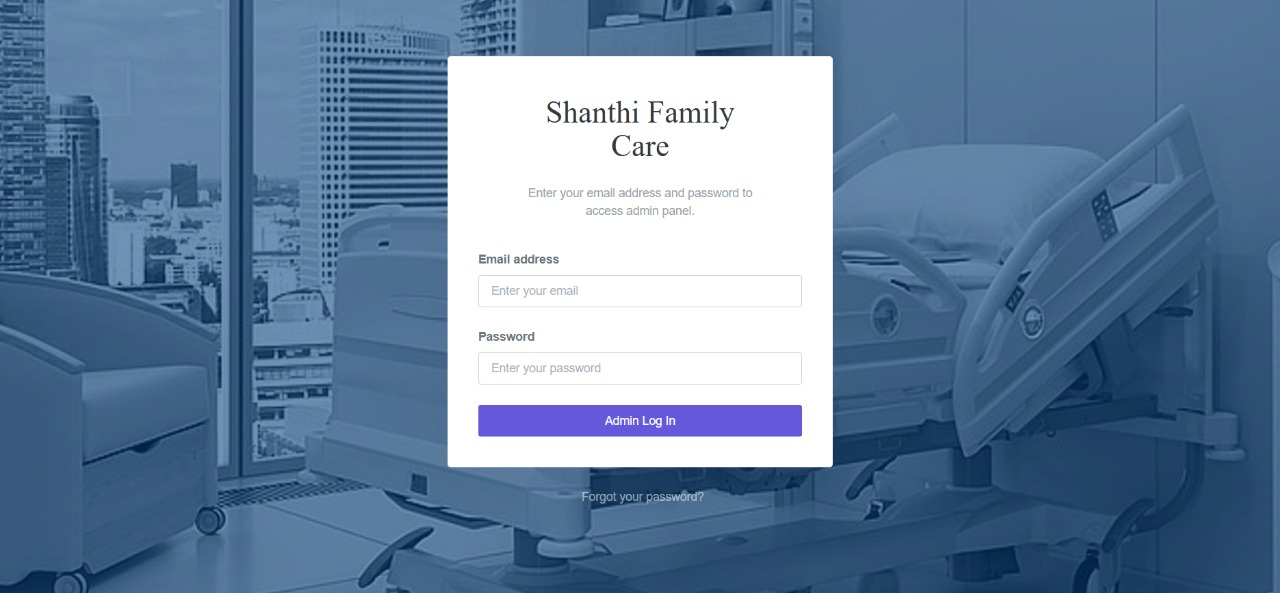 Shanthi Family
Care
Enter your email address and password to
access admin panel.
Email address
Enter your email
Password
Enter your password
Admin Log In
Forgot your password?